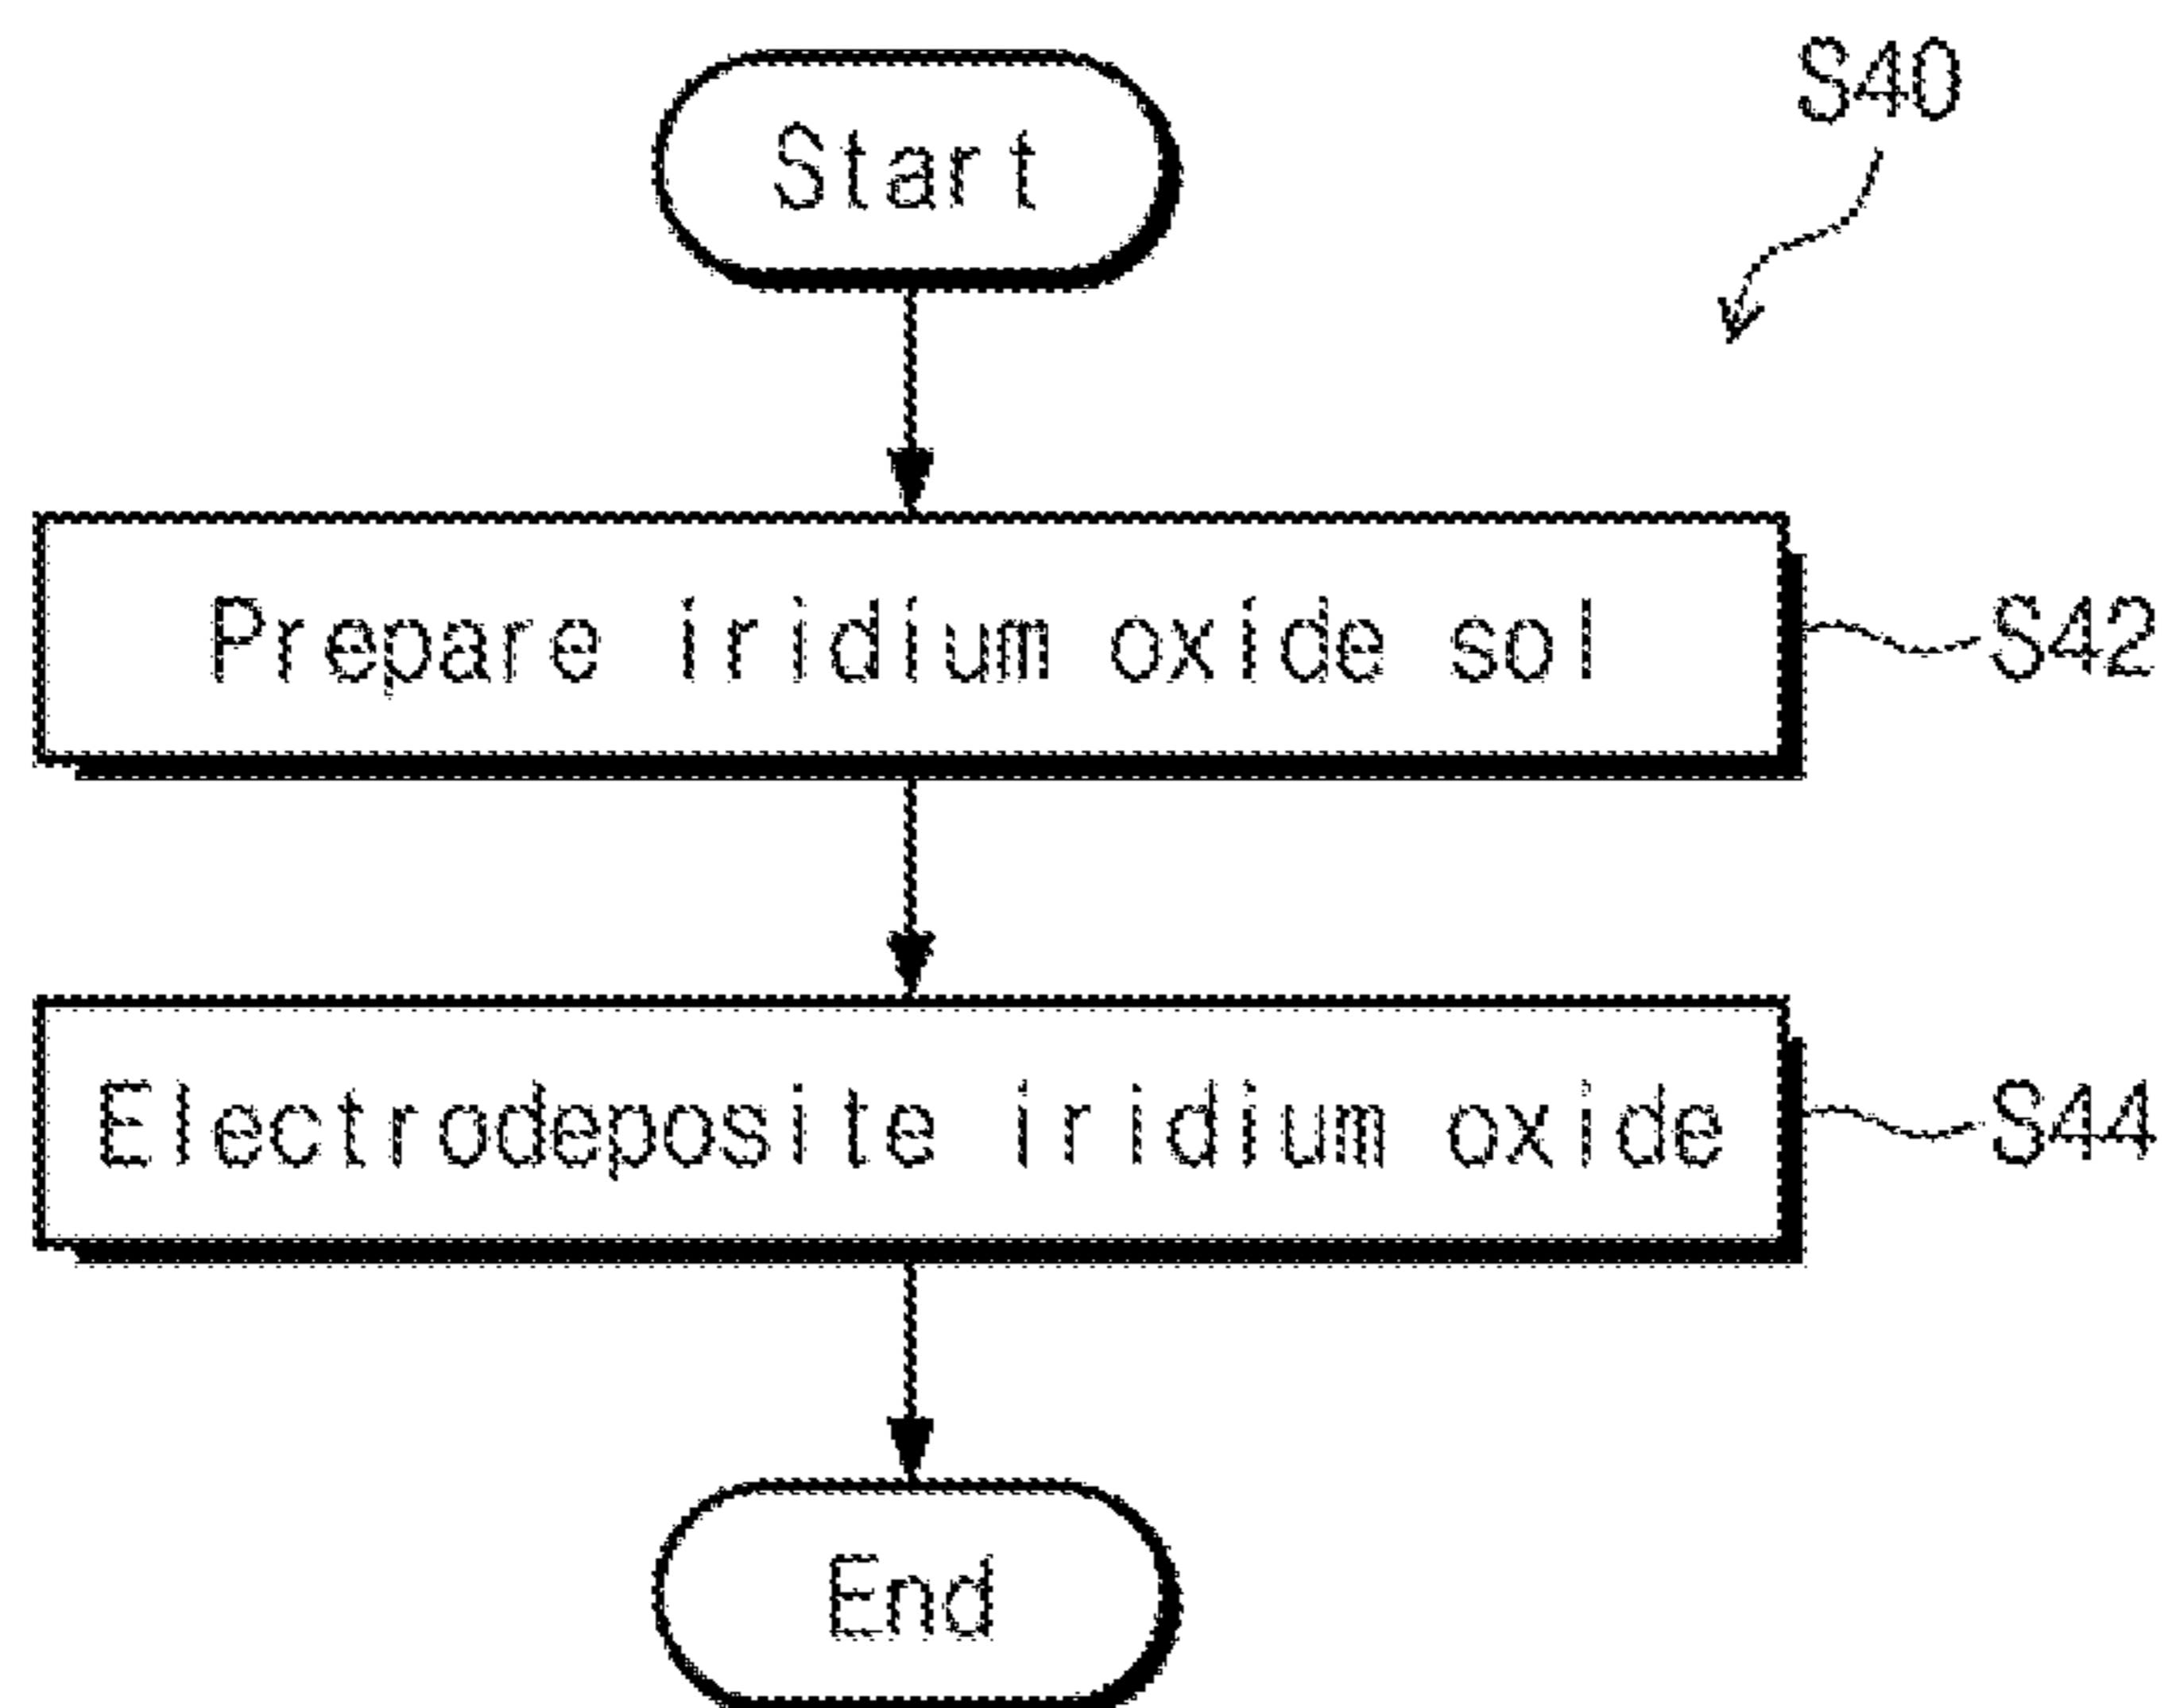 Start
S40
Prepare iridium oxide sol
S42
Electrodeposite iridium oxide
S44
End